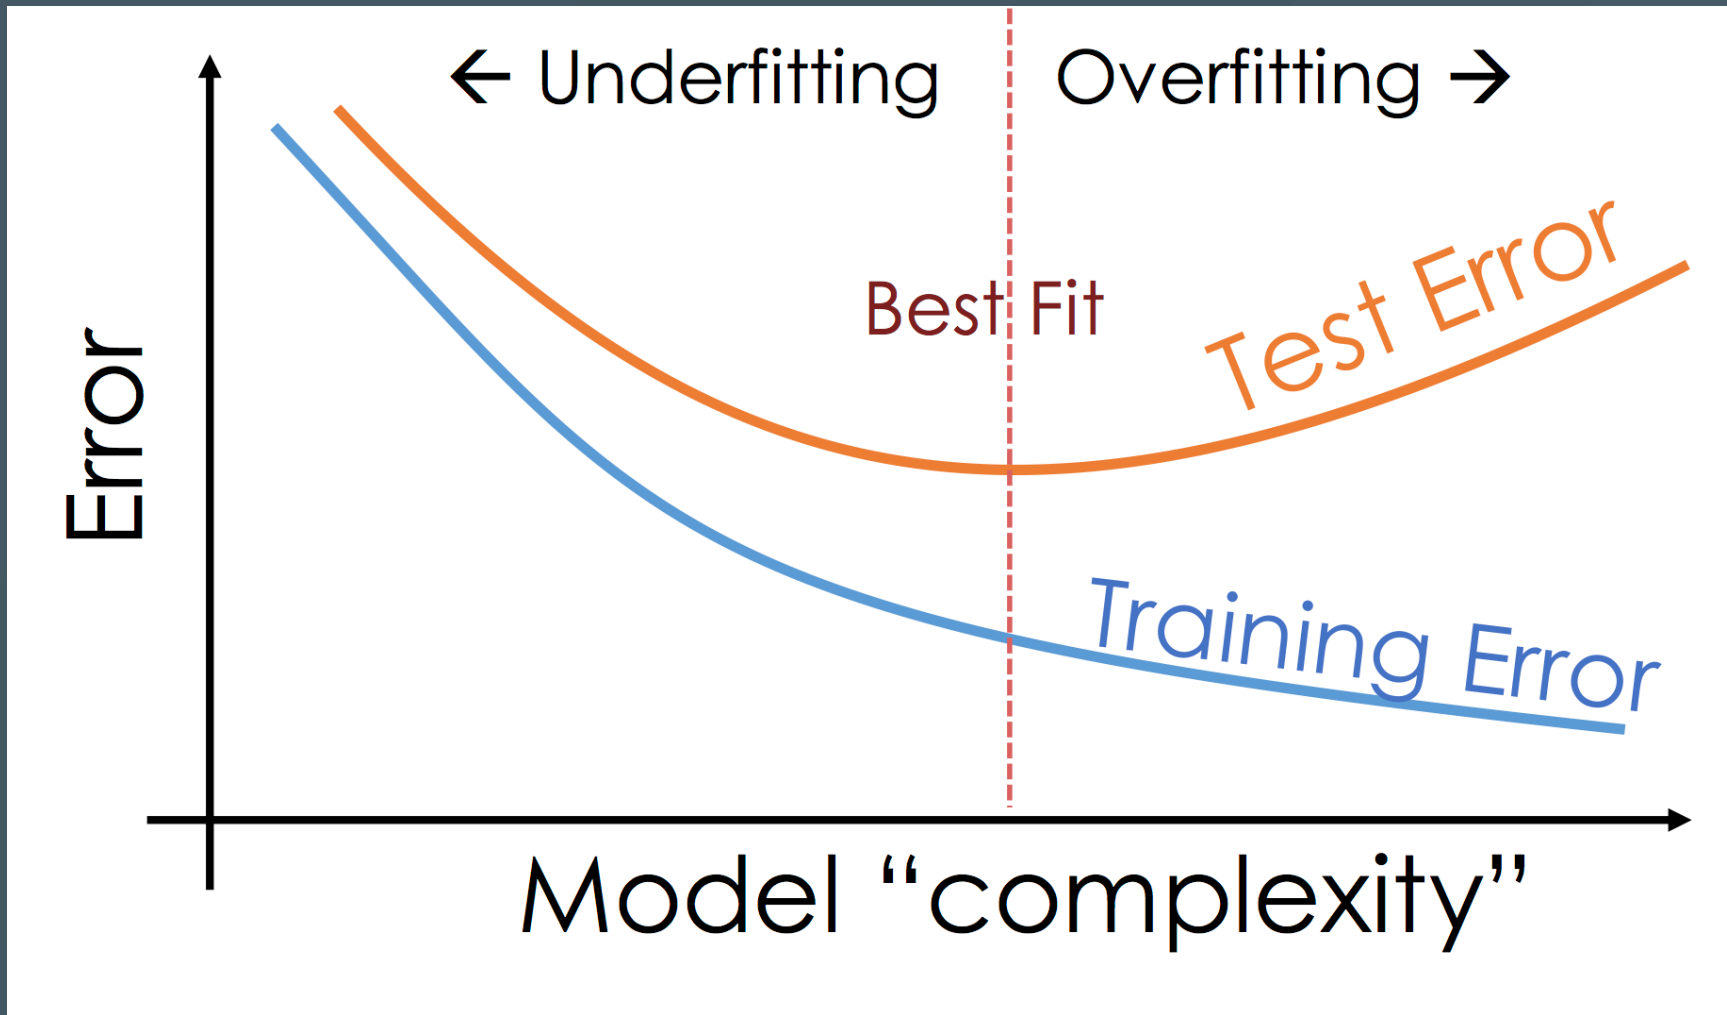 ← Underfitting
Overfitting →
Best Fit
Test Error
Training Error
Error
Model “complexity”